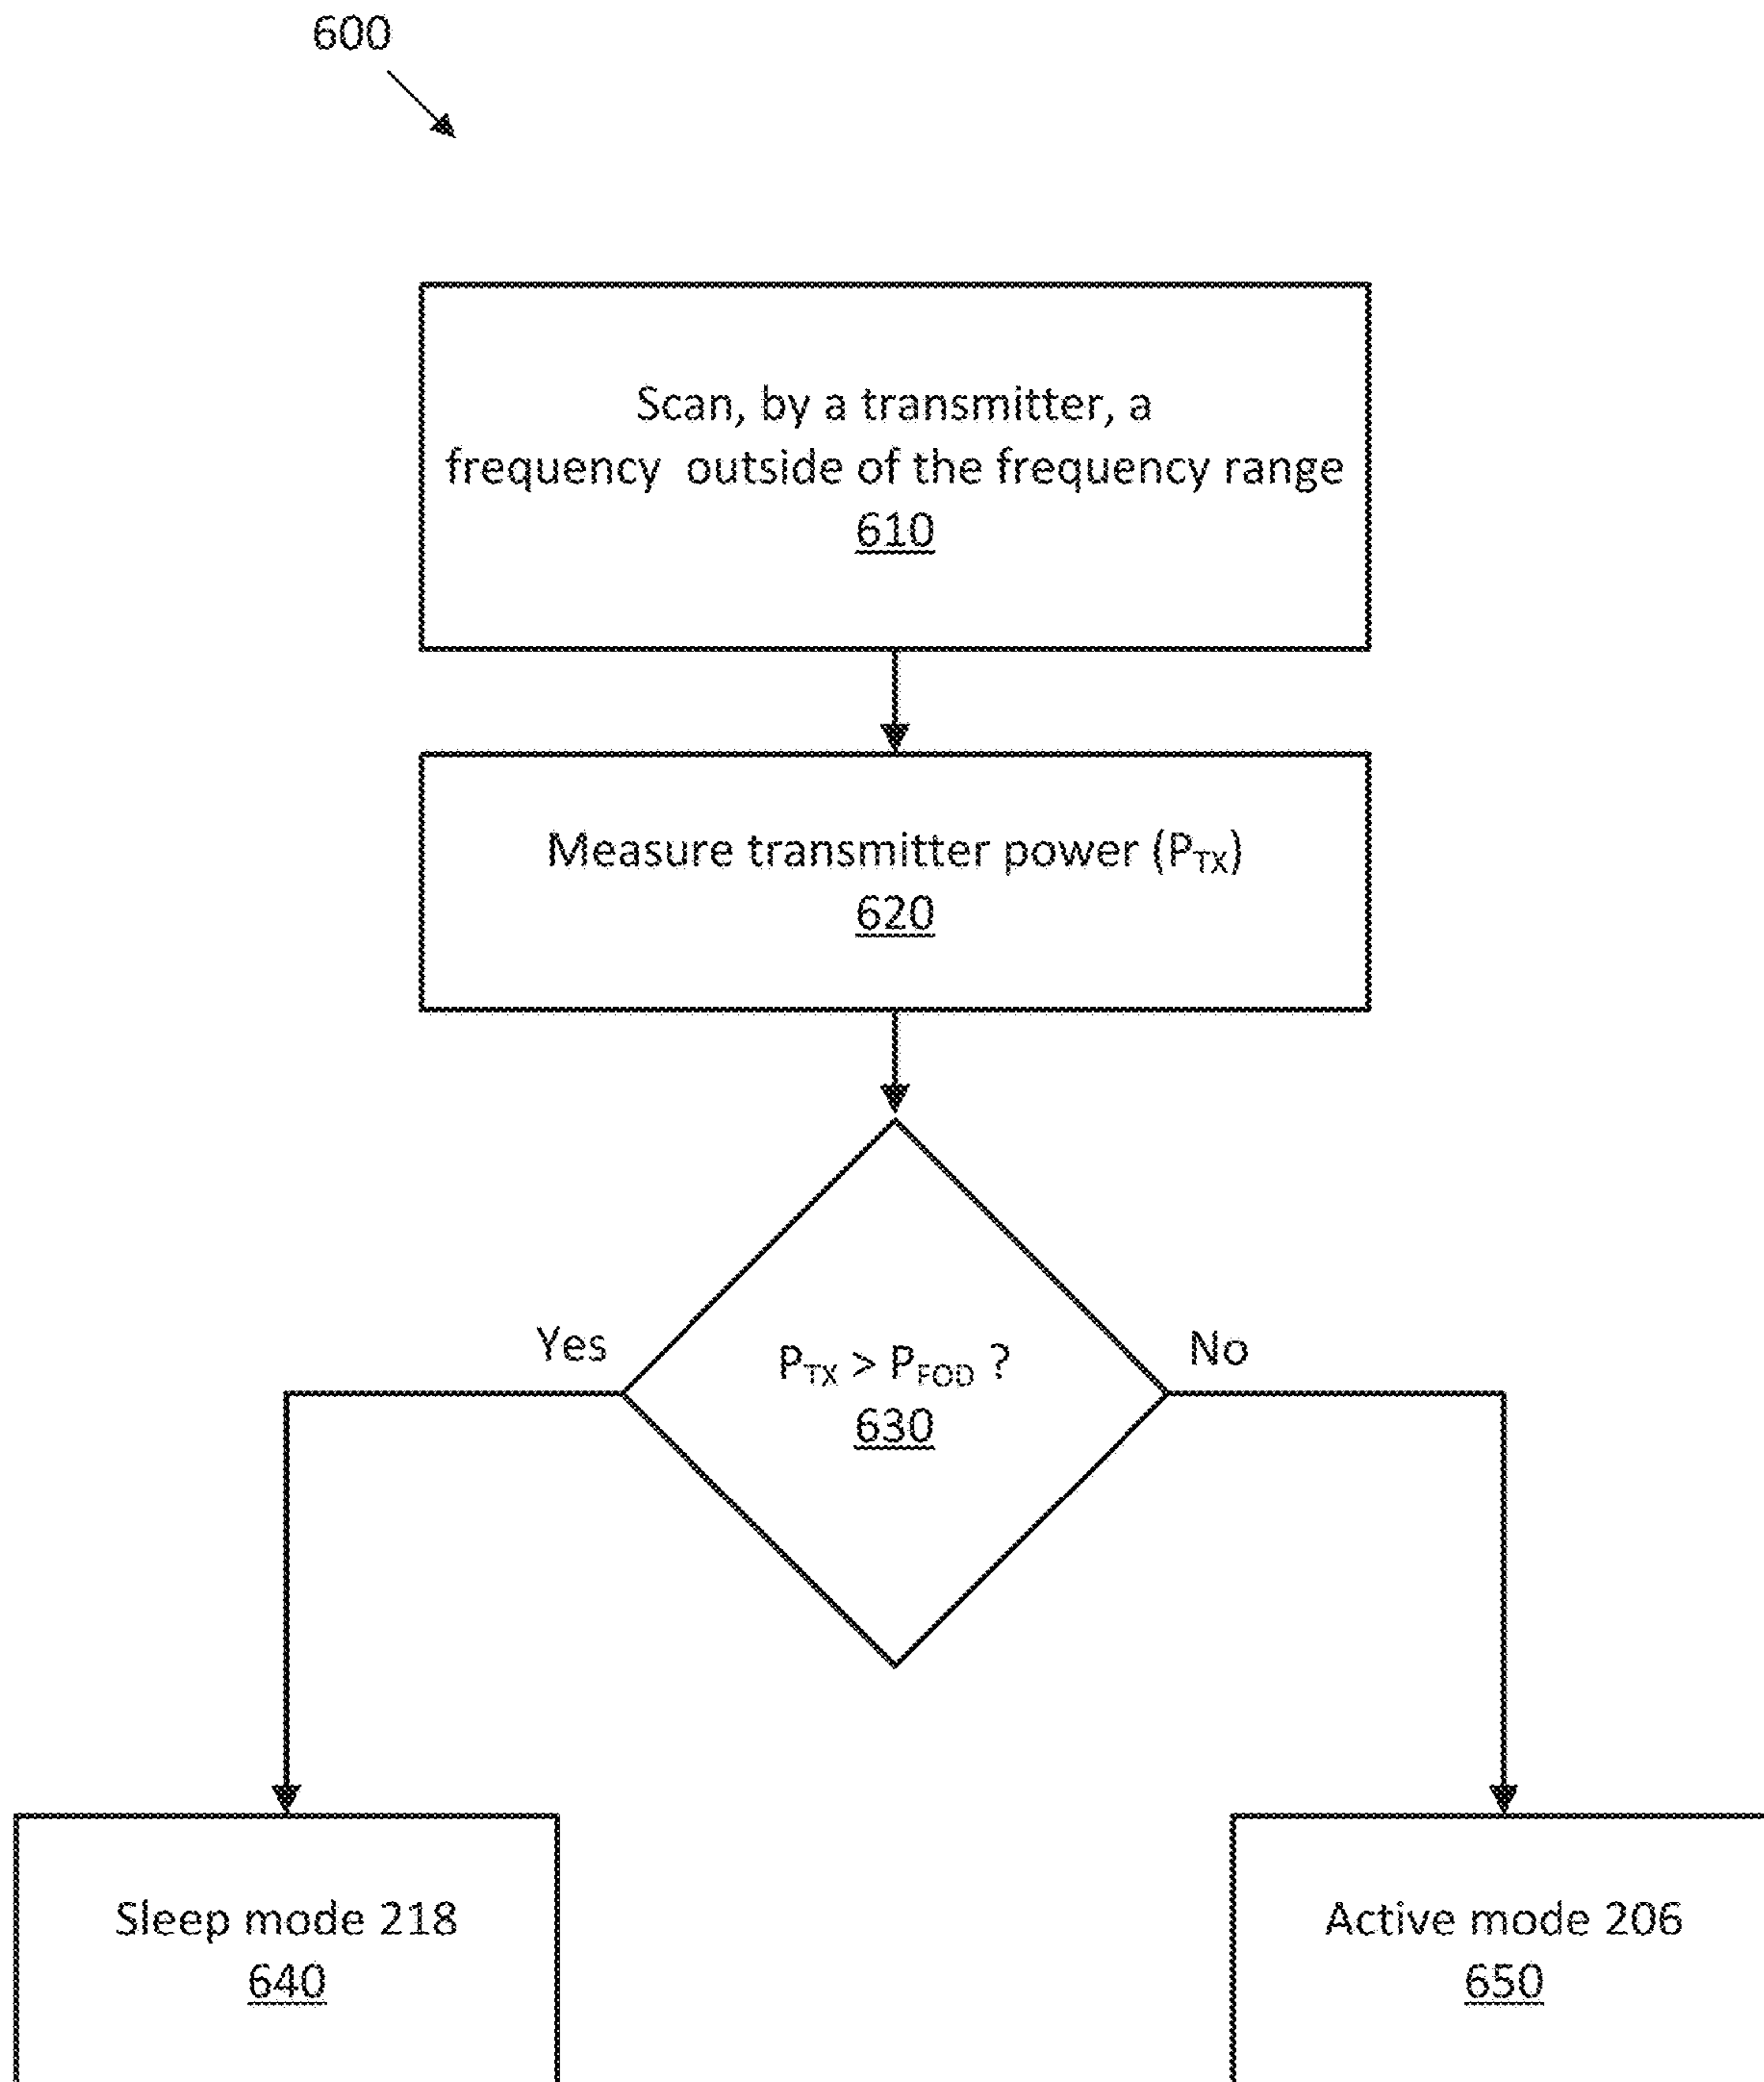 600
Scan, by a transmitter, a
frequency outside of the frequency range
610
Measure transmitter power (PTX)
620
Yes
PTX > PFOD ?
No
630
Sleep mode 218
640
Active mode 206
650